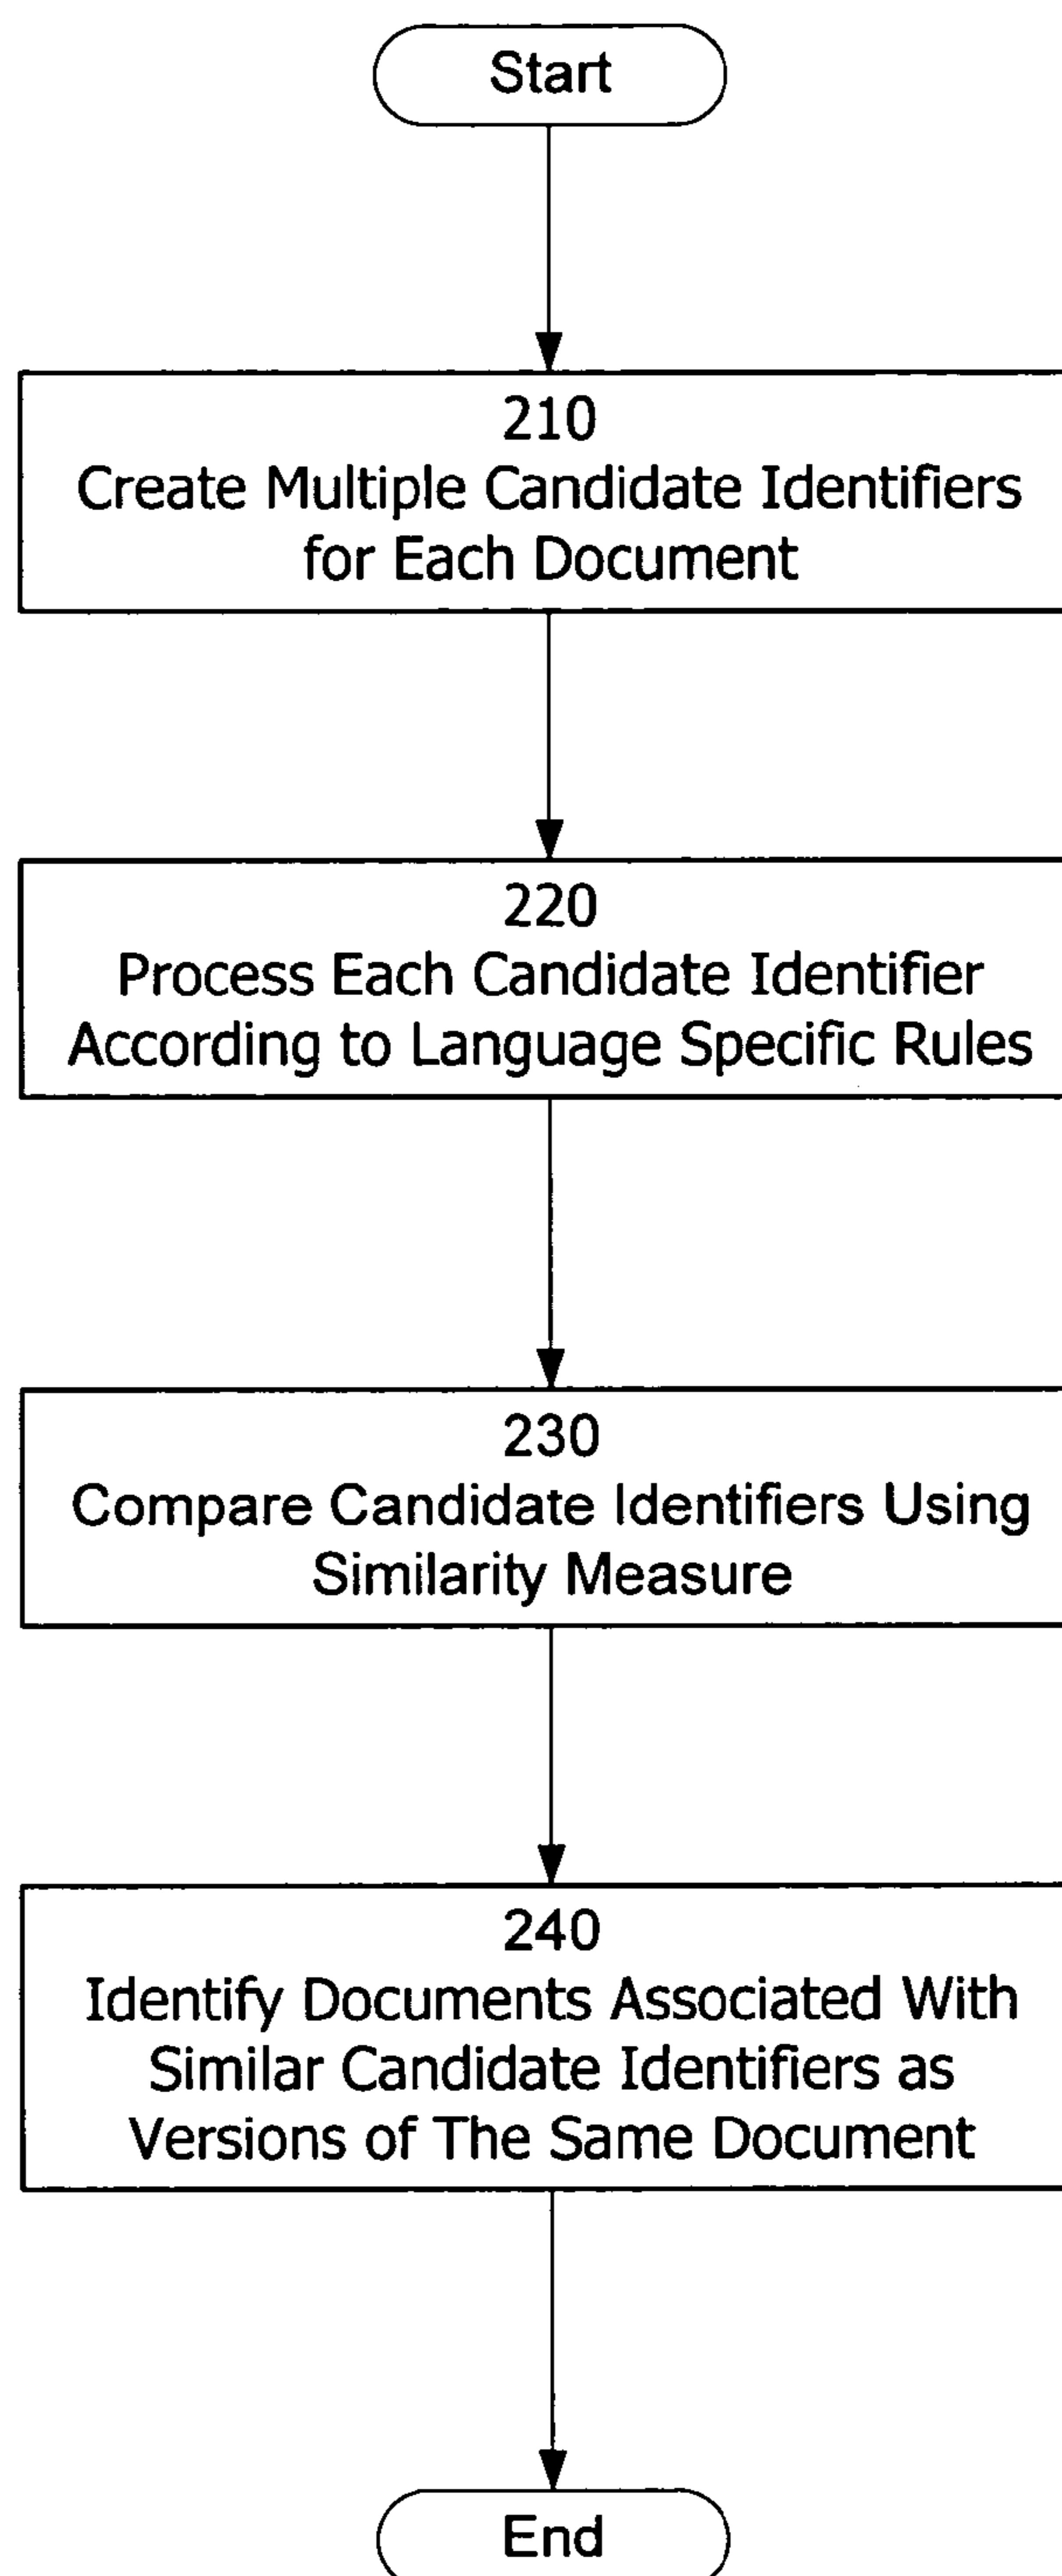 Start
210
Create Multiple Candidate Identifiers
for Each Document
220
Process Each Candidate Identifier
According to Language Specific Rules
230
Compare Candidate Identifiers Using
Similarity Measure
240
Identify Documents Associated With
Similar Candidate Identifiers as
Versions of The Same Document
End